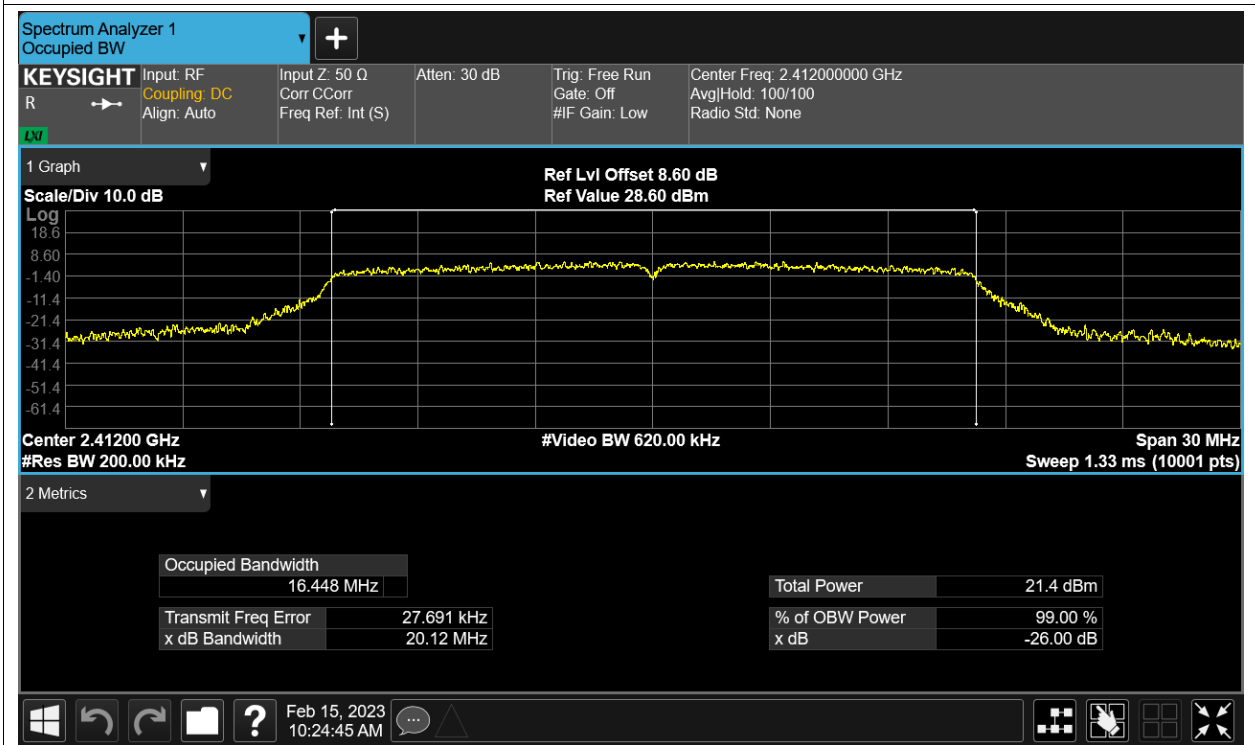 Spectrum Analyzer 1
Occupied BW
KEYSIGHT
R
LXI
Input: RF
Coupling: DC
Align: Auto
Input Z: 50 Ω
Corr CCorr
Freq Ref: Int (S)
Atten: 30 dB
Trig: Free Run
Gate: Off
#IF Gain: Low
Center Freq: 2.412000000 GHz
Avg|Hold: 100/100
Radio Std: None
1 Graph
Scale/Div 10.0 dB
Ref Lvl Offset 8.60 dB
Ref Value 28.60 dBm
Log
18.6
8.60
-1.40
-11.4
-21.4
-31.4
-41.4
-51.4
-61.4
Center 2.41200 GHz
#Video BW 620.00 kHz
Span 30 MHz
#Res BW 200.00 kHz
Sweep 1.33 ms (10001 pts)
2 Metrics
Occupied Bandwidth
16.448 MHz
Total Power 21.4 dBm
Transmit Freq Error 27.691 kHz
% of OBW Power 99.00 %
x dB Bandwidth 20.12 MHz
x dB -26.00 dB
?
Feb 15, 2023
10:24:45 AM